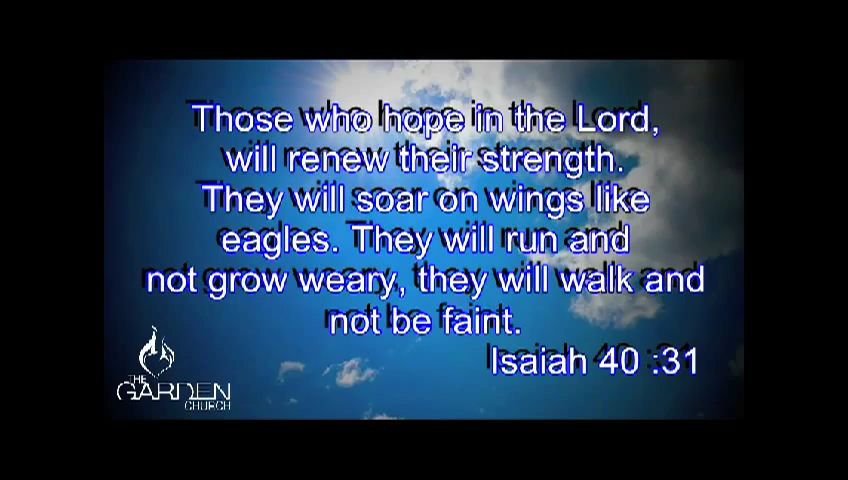 Those who hope in the Lord,
will renew their strength.
They will soar on wings like
eagles. They will run and
not grow weary, they will walk and
not be faint.
Isaiah 40 :31
THE
GARDEN
CHURCH